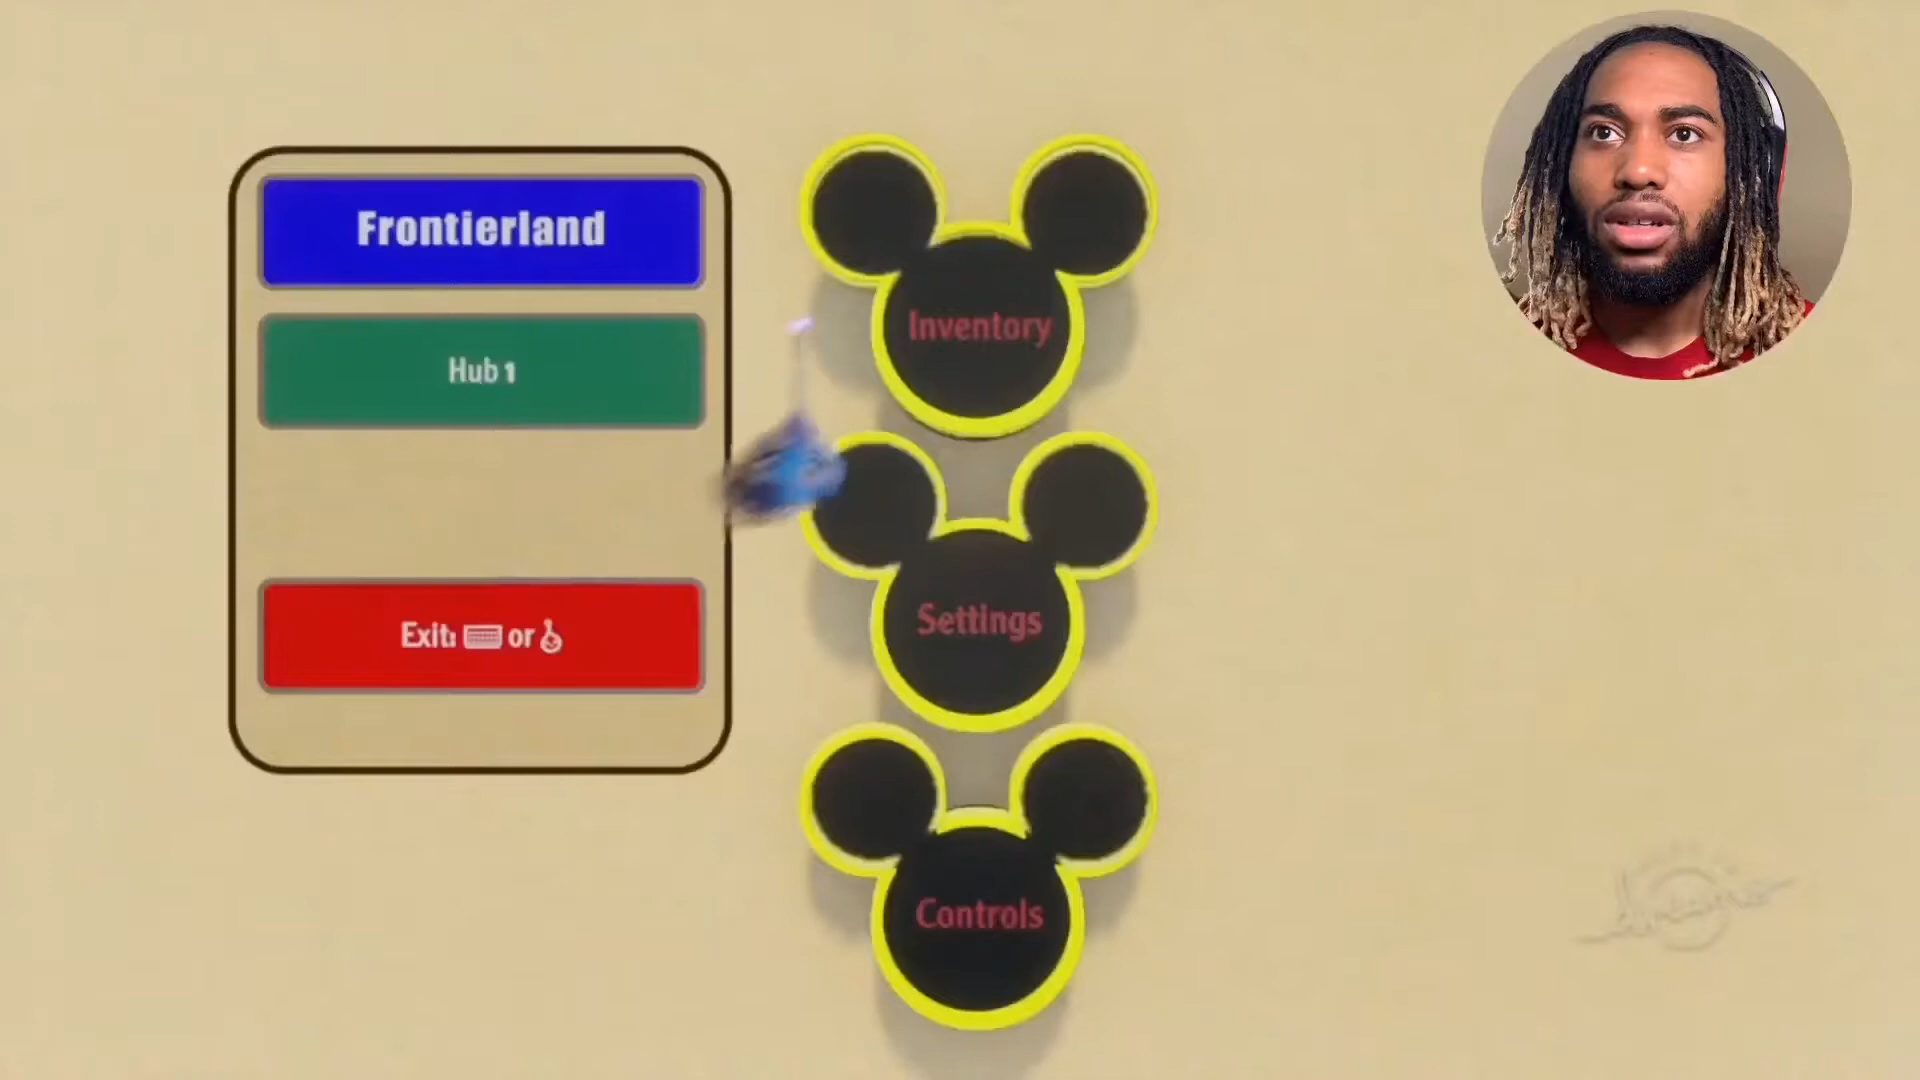 Frontierland
Hub 1
Exit: or
Inventory
Settings
Controls